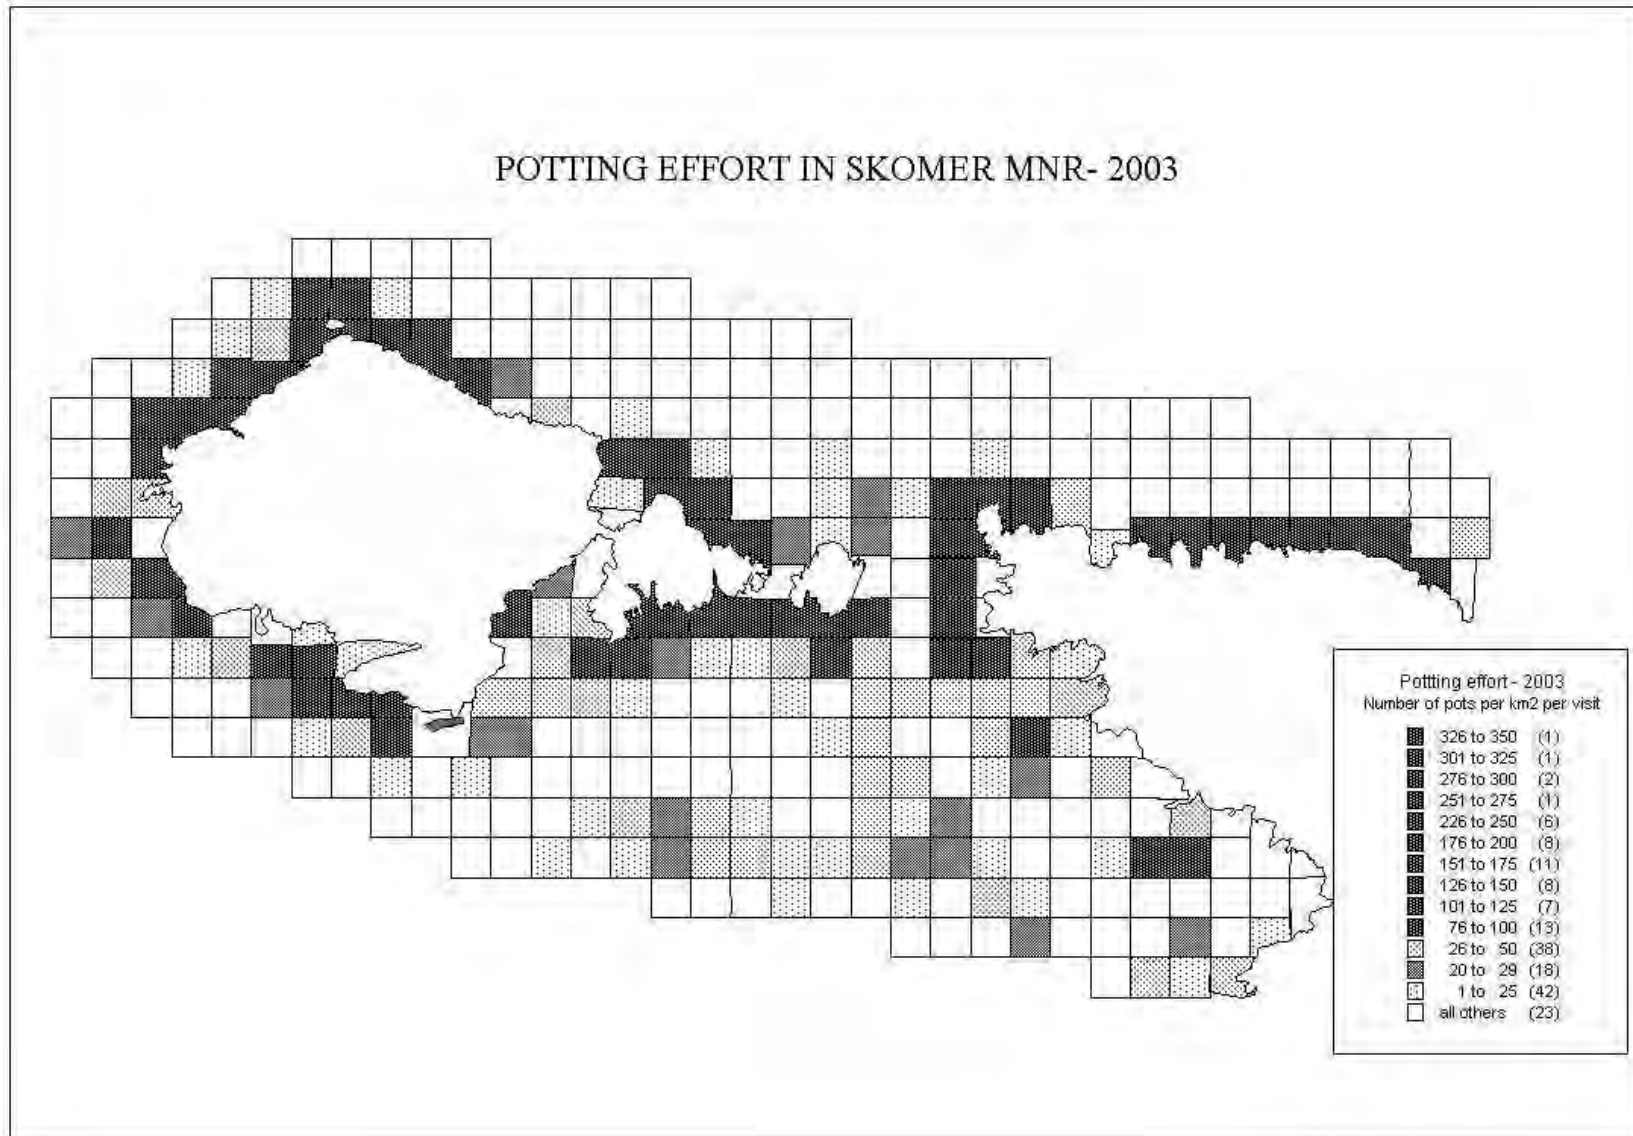 POTTING EFFORT IN SKOMER MNR- 2003
Pottting effort - 2003
Number of pots per km2 per visit
326 to 350 (1)
301 to 325 (1)
276 to 300 (2)
251 to 275 (1)
226 to 250 (6)
176 to 200 (8)
151 to 175 (11)
126 to 150 (8)
101 to 125 (7)
76 to 100 (13)
26 to 50 (38)
20 to 29 (18)
1 to 25 (42)
all others (23)